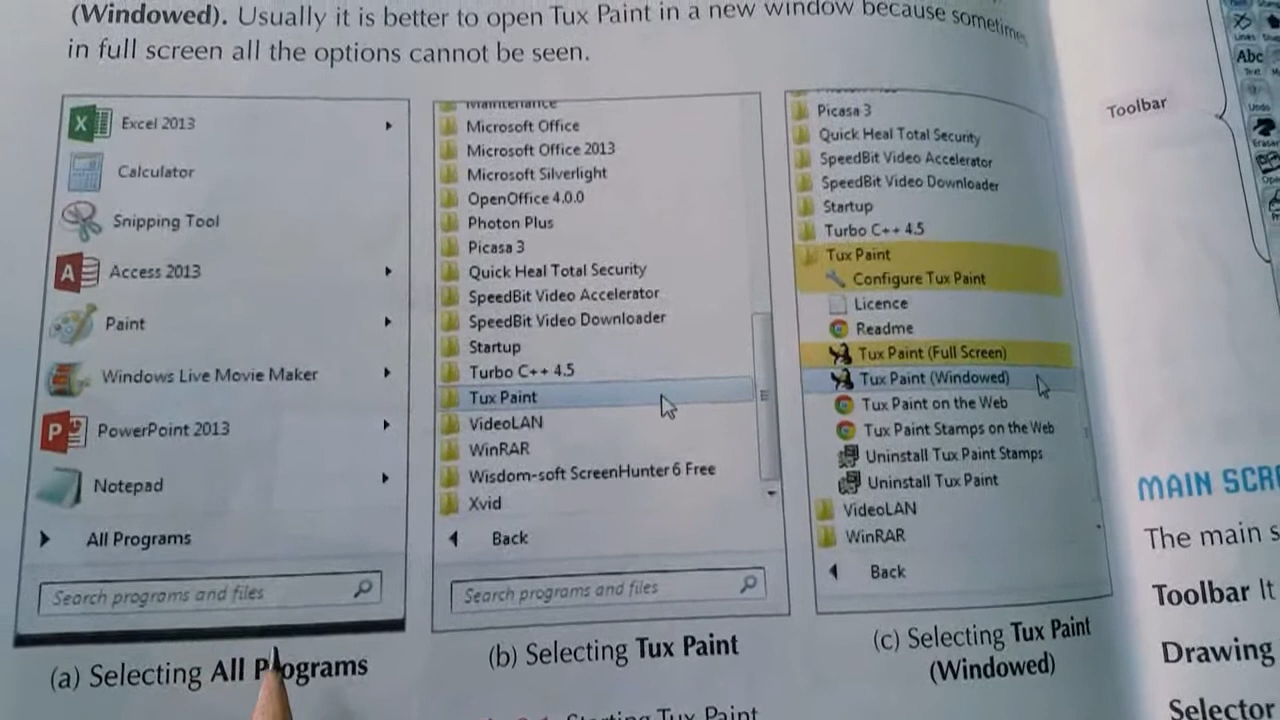 (Windowed). Usually it is better to open Tux Paint in a new window because sometimes
in full screen all the options cannot be seen.
Excel 2013
Calculator
Snipping Tool
Access 2013
Paint
Windows Live Movie Maker
PowerPoint 2013
Notepad
All Programs
Search programs and files
(a) Selecting All Programs
Maintenance
Microsoft Office
Microsoft Office 2013
Microsoft Silverlight
OpenOffice 4.0.0
Photon Plus
Picasa 3
Quick Heal Total Security
SpeedBit Video Accelerator
SpeedBit Video Downloader
Startup
Turbo C++ 4.5
Tux Paint
VideoLAN
WinRAR
Wisdom-soft ScreenHunter 6 Free
Xvid
Back
Search programs and files
(b) Selecting Tux Paint
Picasa 3
Quick Heal Total Security
SpeedBit Video Accelerator
SpeedBit Video Downloader
Startup
Turbo C++ 4.5
Tux Paint
Configure Tux Paint
Licence
Readme
Tux Paint (Full Screen)
Tux Paint (Windowed)
Tux Paint on the Web
Tux Paint Stamps on the Web
Uninstall Tux Paint Stamps
Uninstall Tux Paint
VideoLAN
WinRAR
Back
(c) Selecting Tux Paint
(Windowed)
Starting Tux Paint
Toolbar
Lines
Abc
Text
Undo
MAIN SCRE
The main s
Toolbar It
Drawing
Selector